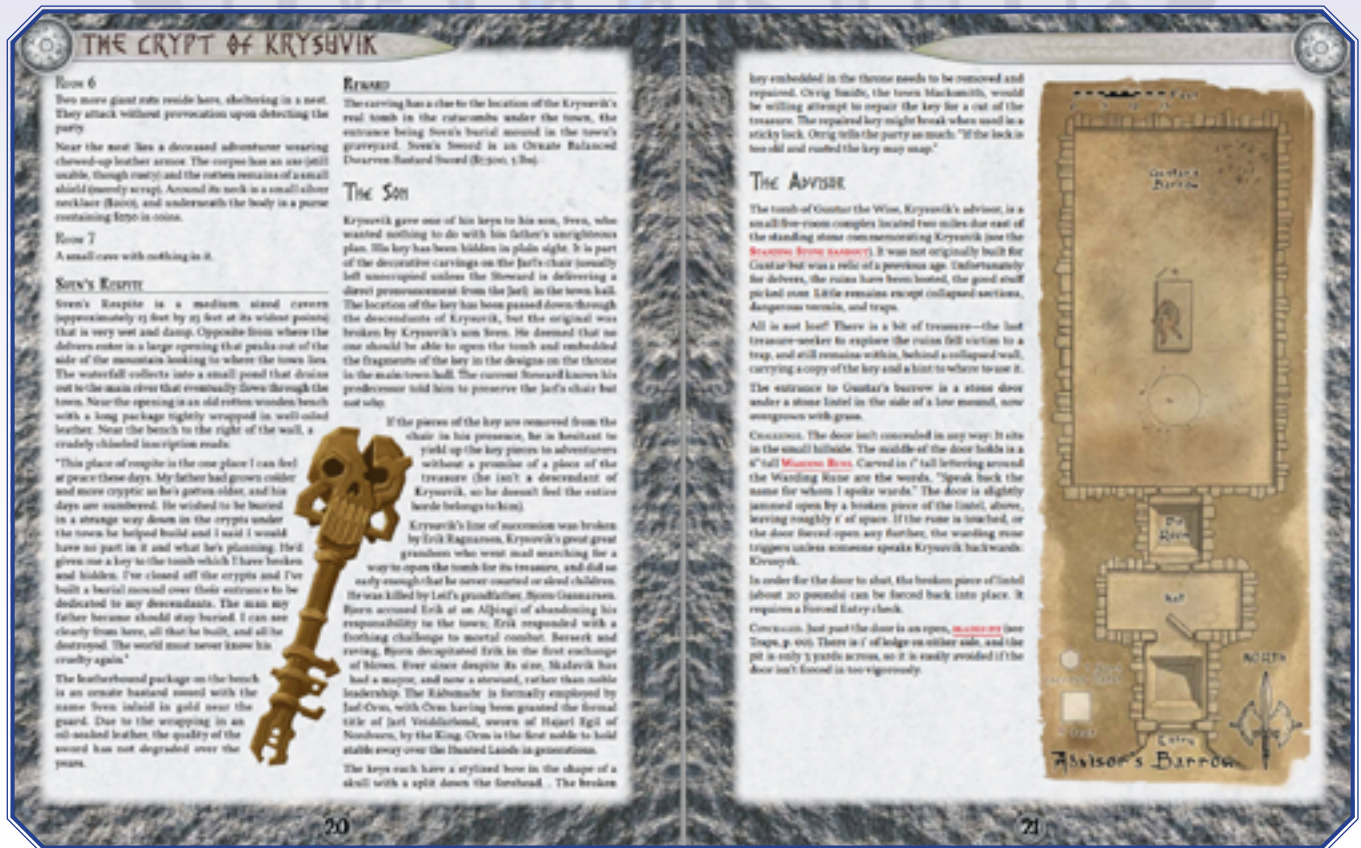 THE CRYPT OF KRYSUVIK
Room 6
Two more giant rats reside here, sheltering in a nest.
They attack without provocation upon detecting the
party.
Near the nest lies a deceased adventurer wearing
chewed-up leather armor. The corpse has an axe (still
usable, though rusty) and the rotten remains of a small
shield (merely scrap). Around its neck is a small silver
necklace and underneath the body is a purse
containing in coins.
Room 7
A small cave with nothing in it.
Sven's Respite
Sven's Respite is a medium sized cavern
(approximately feet by feet at its widest points)
that is very wet and damp. Opposite from where the
delvers enter is a large opening that peaks out of the
side of the mountain looking to where the town lies.
The waterfall collects into a small pond that drains
out to the main river that eventually flows through the
town. Near the opening is an old rotten wooden bench
with a long package tightly wrapped in well-oiled
leather. Near the bench to the right of the wall, a
crudely chiseled inscription reads:
"This place of respite is the one place I can feel
at peace these days. My father had grown colder
and more cryptic as he's gotten older, and his
days are numbered. He wished to be buried
in a strange way down in the crypts under
the town he helped build and I said I would
have no part in it and what he's planning. He'd
given me a key to the tomb which I have broken
and hidden. I've closed off the crypts and I've
built a burial mound over their entrance to be
dedicated to my descendants. The man my
father became should stay buried. I can see
clearly from here, all that he built, and all he
destroyed. The world must never know his
cruelty again."
The leatherbound package on the bench
is an ornate bastard sword with the
name Sven inlaid in gold near the
guard. Due to the wrapping in an
oil-soaked leather, the quality of the
sword has not degraded over the
years.
Reward
The carving has a clue to the location of the Krysuvik's
real tomb in the catacombs under the town, the
entrance being Sven's burial mound in the town's
graveyard. Sven's Sword is an Ornate Balanced
Dwarven Bastard Sword
The Son
Krysuvik gave one of his keys to his son, Sven, who
wanted nothing to do with his father's unrighteous
plan. His key has been hidden in plain sight. It is part
of the decorative carvings on the Jarl's chair (usually
left unoccupied unless the Steward is delivering a
direct pronouncement from the Jarl) in the town hall.
The location of the key has been passed down through
the descendants of Krysuvik, but the original was
broken by Krysuvik's son Sven. He deemed that no
one should be able to open the tomb and embedded
the fragments of the key in the designs on the throne
in the main town hall. The current Steward knows his
predecessor told him to preserve the Jarl's chair but
not why.
If the pieces of the key are removed from the
chair in his presence, he is hesitant to
yield up the key pieces to adventurers
without a promise of a piece of the
treasure (he isn't a descendant of
Krysuvik, so he doesn't feel the entire
horde belongs to him).
Krysuvik's line of succession was broken
by Erik Ragnarson, Krysuvik's great great
grandson who went mad searching for a
way to open the tomb for its treasure, and did so
early enough that he never courted or sired children.
He was killed by Leif's grandfather, Bjorn Gunnarsen.
Bjorn accused Erik at an Alþingi of abandoning his
responsibility to the town; Erik responded with a
frothing challenge to mortal combat. Berserk and
raving, Bjorn decapitated Erik in the first exchange
of blows. Ever since despite its size, Skalavik has
had a mayor, and now a steward, rather than noble
leadership. The is formally employed by
Jarl Orm, with Orm having been granted the formal
title of Jarl sworn of Hajarl Egil of
Nordvorn, by the King. Orm is the first noble to hold
stable sway over the Hunted Lands in generations.
The keys each have a stylized bow in the shape of a
skull with a split down the forehead. . The broken
20
key embedded in the throne needs to be removed and
repaired. Orrig Smids, the town blacksmith, would
be willing attempt to repair the key for a cut of the
treasure. The repaired key might break when used in a
sticky lock. Orrig tells the party as much: "If the lock is
too old and rusted the key may snap."
The Advisor
The tomb of Guntar the Wise, Krysuvik's advisor, is a
small five-room complex located two miles due east of
the standing stone commemorating Krysuvik (see the
Standing Stone handout). It was not originally built for
Guntar but was a relic of a previous age. Unfortunately
for delvers, the ruins have been looted, the good stuff
picked over. Little remains except collapsed sections,
dangerous vermin, and traps.
All is not lost! There is a bit of treasure—the last
treasure-seeker to explore the ruins fell victim to a
trap, and still remains within, behind a collapsed wall,
carrying a copy of the key and a hint to where to use it.
The entrance to Guntar's barrow is a stone door
under a stone lintel in the side of a low mound, now
overgrown with grass.
Challenge. The door isn't concealed in any way: It sits
in the small hillside. The middle of the door holds is a
6" tall Warding Rune. Carved in 1" tall lettering around
the Warding Rune are the words, "Speak back the
name for whom I spoke wards." The door is slightly
jammed open by a broken piece of the lintel, above,
leaving roughly 1' of space. If the rune is touched, or
the door forced open any further, the warding rune
triggers unless someone speaks Krysuvik backwards:
Kivusyrk.
In order for the door to shut, the broken piece of lintel
(about 20 pounds) can be forced back into place. It
requires a Forced Entry check.
Concealed. Just past the door is an open, (see
Traps, p. 00). There is 1' of ledge on either side, and the
pit is only 3 yards across, so it is easily avoided if the
door isn't forced in too vigorously.
Feet
Guntar's
Barrow
Pit
Room
NORTH
Entry
Advisor's Barrow
21